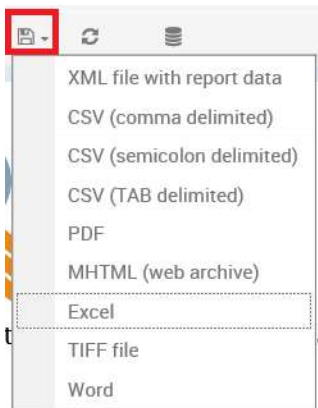 XML file with report data
CSV (comma delimited)
CSV (semicolon delimited)
CSV (TAB delimited)
PDF
MHTML (web archive)
Excel
TIFF file
Word